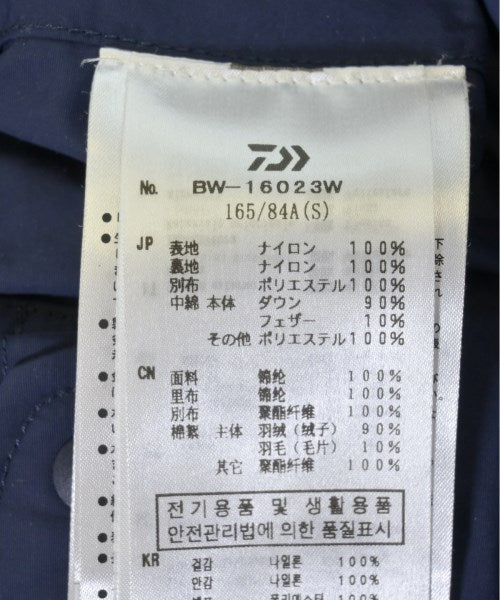 No. BW-16023W
165/84A(S)
JP 表地 ナイロン 100%
裏地 ナイロン 100%
別布 ポリエステル 100%
中綿 本体 ダウン 90%
フェザー 10%
その他 ポリエステル 100%
CN 面料 锦纶 100%
里布 锦纶 100%
别布 聚酯纤维 100%
棉絮 主体 羽绒(绒子) 90%
羽毛(毛片) 10%
其它 聚酯纤维 100%
전기용품 및 생활용품
안전관리법에 의한 품질표시
KR 겉감 나일론 100%
안감 나일론 100%